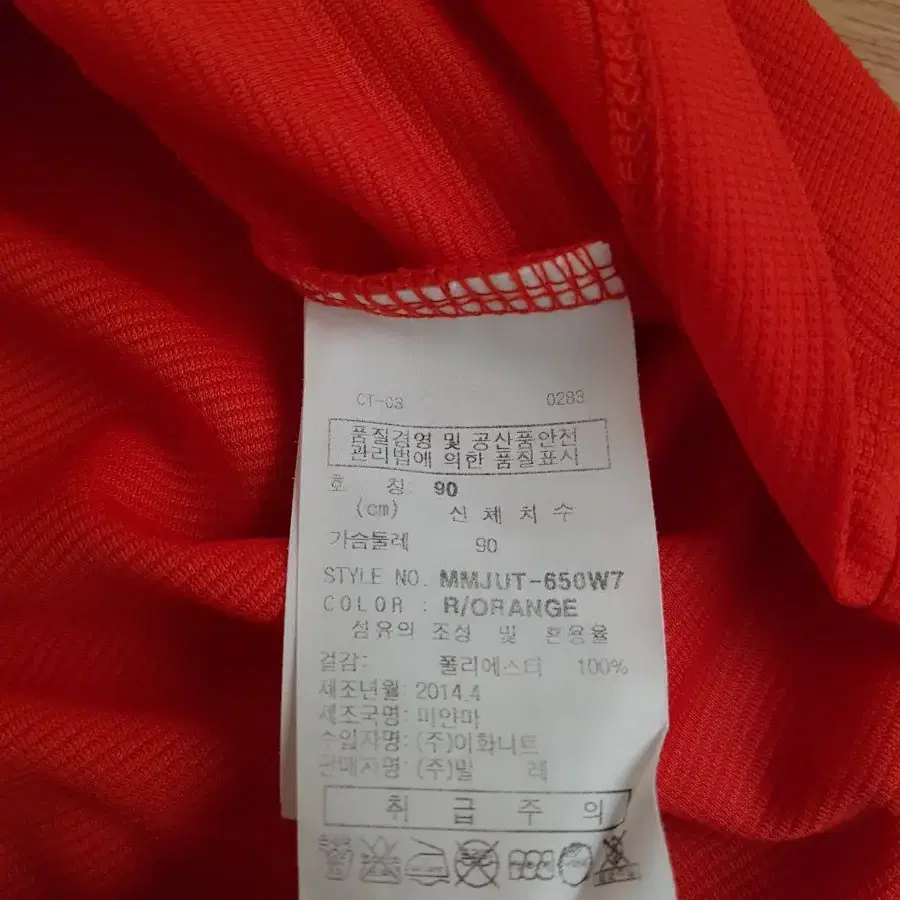 CT-03 0283
품질경영 및 공산품안전
관리법에 의한 품질표시
호 칭: 90
(cm) 신 체 치 수
가슴둘레 90
STYLE NO. MMJUT-650W7
COLOR : R/ORANGE
섬유의 조성 및 혼용율
겉감: 폴리에스터 100%
제조년월: 2014.4
제조국명: 미얀마
수입자명: (주)이화니트
판매자명: (주)밀 레
취 급 주 의